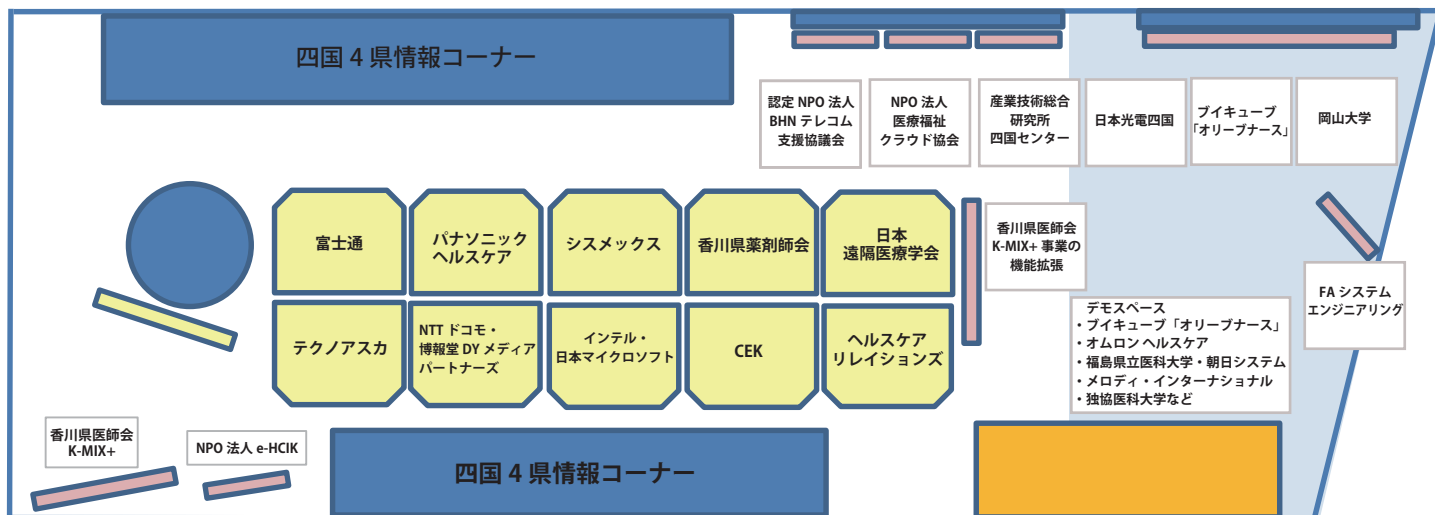 四国 4 県情報コーナー
認定 NPO 法人
BHN テレコム
支援協議会
NPO 法人
医療福祉
クラウド協会
産業技術総合
研究所
四国センター
日本光電四国
ブイキューブ
「オリーブナース」
岡山大学
富士通
パナソニック
ヘルスケア
シスメックス
香川県薬剤師会
日本
遠隔医療学会
香川県医師会
K-MIX+ 事業の
機能拡張
FA システム
エンジニアリング
テクノアスカ
NTT ドコモ・
博報堂 DY メディア
パートナーズ
インテル・
日本マイクロソフト
CEK
ヘルスケア
リレイションズ
デモスペース
・ブイキューブ「オリーブナース」
・オムロン ヘルスケア
・福島県立医科大学・朝日システム
・メロディ・インターナショナル
・独協医科大学など
香川県医師会
K-MIX+
NPO 法人 e-HCIK
四国 4 県情報コーナー